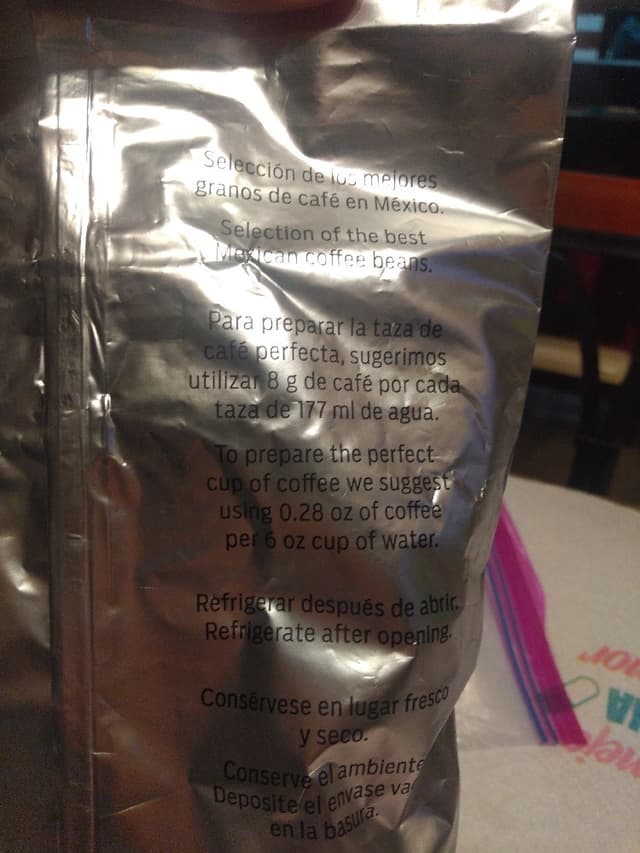 Selección de los mejores
granos de café en México.
Selection of the best
Mexican coffee beans.
Para preparar la taza de
café perfecta, sugerimos
utilizar 8 g de café por cada
taza de 177 ml de agua.
To prepare the perfect
cup of coffee we suggest
using 0.28 oz of coffee
per 6 oz cup of water.
Refrigerar después de abrir.
Refrigerate after opening.
Consérvese en lugar fresco
y seco.
Conserve el ambiente
Deposite el envase va
en la basura.